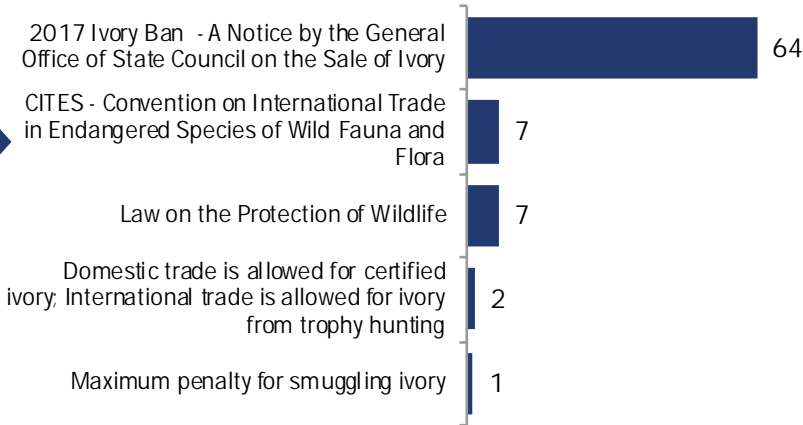 2017 Ivory Ban - A Notice by the General
Office of State Council on the Sale of Ivory
64
CITES - Convention on International Trade
in Endangered Species of Wild Fauna and
Flora
7
Law on the Protection of Wildlife
7
Domestic trade is allowed for certified
ivory; International trade is allowed for ivory
from trophy hunting
2
Maximum penalty for smuggling ivory
1